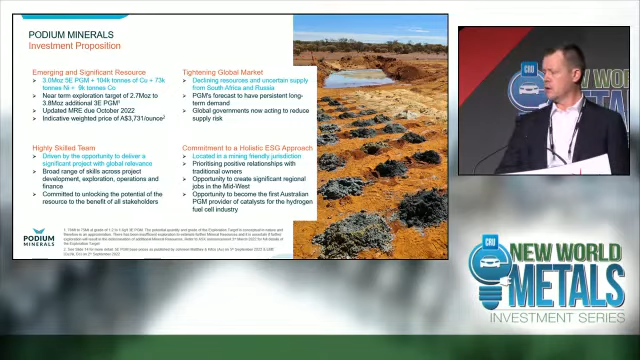 PODIUM MINERALS
Investment Proposition
Emerging and Significant Resource
3.0Moz 5E PGM + 194k tonnes of Cu + 73k
tonnes Ni + 9k tonnes Co
Near term exploration target of 2.7Moz to
3.8Moz additional 3E PGM¹
Updated MRE due October 2022
Indicative weighted price of A$3,731/ounce²
Tightening Global Market
Declining resources and uncertain supply
from South Africa and Russia
PGM's forecast to have persistent long-
term demand
Global governments now acting to reduce
supply risk
Highly Skilled Team
Driven by the opportunity to deliver a
significant project with global relevance
Broad range of skills across project
development, exploration, operations and
finance
Committed to unlocking the potential of the
resource to the benefit of all stakeholders
Commitment to a Holistic ESG Approach
Located in a mining friendly jurisdiction
Prioritising positive relationships with
traditional owners
Opportunity to create significant regional
jobs in the Mid-West
Opportunity to become the first Australian
PGM provider of catalysts for the hydrogen
fuel cell industry
PODIUM
MINERALS
CRU
NEW WORLD
METALS
INVESTMENT SERIES
CRU
NEW
METALS